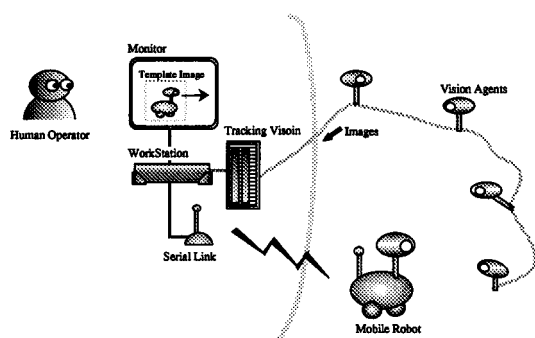 Monitor
Template Image
Vision Agents
Human Operator
Tracking Visoin
Images
WorkStation
Serial Link
Mobile Robot